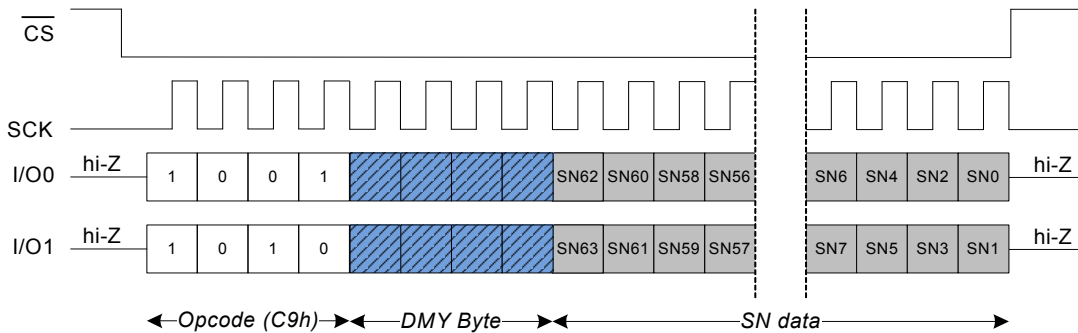 CS
SCK
I/O0 hi-Z 1 0 0 1 SN62 SN60 SN58 SN56 SN6 SN4 SN2 SN0 hi-Z
I/O1 hi-Z 1 0 1 0 SN63 SN61 SN59 SN57 SN7 SN5 SN3 SN1 hi-Z
Opcode (C9h) DMY Byte SN data